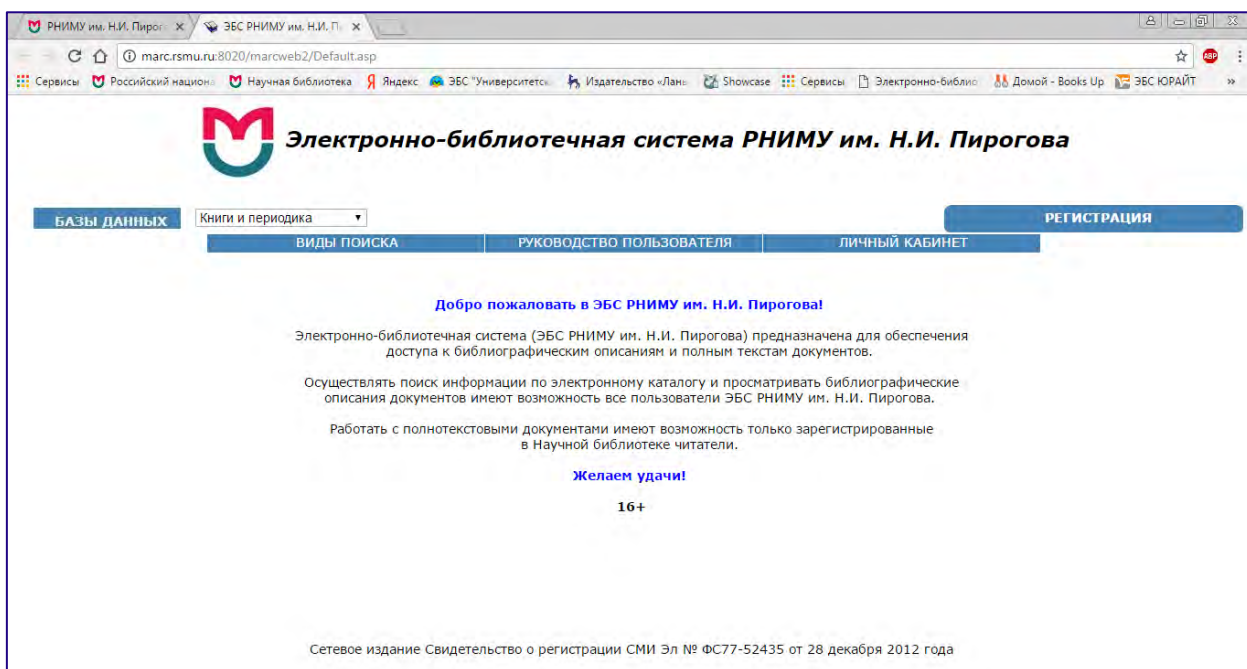 РНИМУ им. Н.И. Пирог ЭБС РНИМУ им. Н.И. П
marc.rsmu.ru:8020/marcweb2/Default.asp ABP
Сервисы Российский национ Научная библиотека Яндекс ЭБС "Университетск Издательство «Лань Showcase Сервисы Электронно-библио Домой - Books Up ЭБС ЮРАЙТ »
Электронно-библиотечная система РНИМУ им. Н.И. Пирогова
БАЗЫ ДАННЫХ Книги и периодика РЕГИСТРАЦИЯ
ВИДЫ ПОИСКА РУКОВОДСТВО ПОЛЬЗОВАТЕЛЯ ЛИЧНЫЙ КАБИНЕТ
Добро пожаловать в ЭБС РНИМУ им. Н.И. Пирогова!
Электронно-библиотечная система (ЭБС РНИМУ им. Н.И. Пирогова) предназначена для обеспечения
доступа к библиографическим описаниям и полным текстам документов.
Осуществлять поиск информации по электронному каталогу и просматривать библиографические
описания документов имеют возможность все пользователи ЭБС РНИМУ им. Н.И. Пирогова.
Работать с полнотекстовыми документами имеют возможность только зарегистрированные
в Научной библиотеке читатели.
Желаем удачи!
16+
Сетевое издание Свидетельство о регистрации СМИ Эл № ФС77-52435 от 28 декабря 2012 года